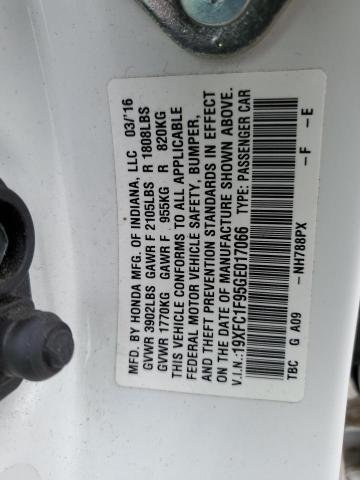 MFD. BY HONDA MFG. OF INDIANA, LLC 03/'16
GVWR 3902LBS GAWR F 2105LBS R 1808LBS
GVWR 1770KG GAWR F 955KG R 820KG
THIS VEHICLE CONFORMS TO ALL APPLICABLE
FEDERAL MOTOR VEHICLE SAFETY, BUMPER,
AND THEFT PREVENTION STANDARDS IN EFFECT
ON THE DATE OF MANUFACTURE SHOWN ABOVE.
V.I.N.:19XFC1F95GE017066 TYPE: PASSENGER CAR
TBC G A09 -NH788PX -F -E